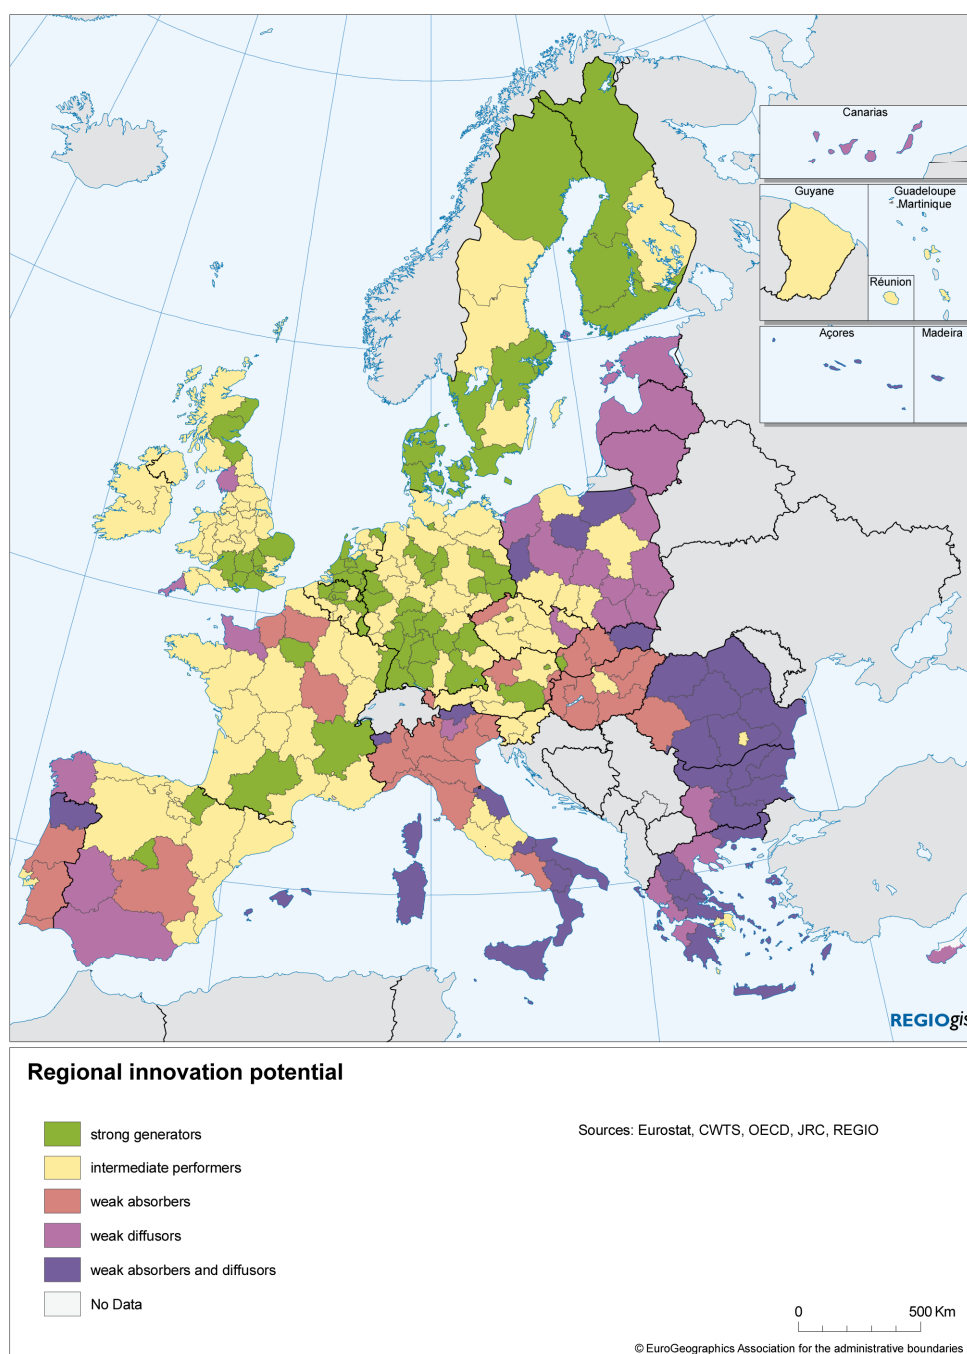 Canarias
Guyane
Guadeloupe
Martinique
Réunion
Açores
Madeira
REGIOgis
Regional innovation potential
strong generators
intermediate performers
weak absorbers
weak diffusors
weak absorbers and diffusors
No Data
Sources: Eurostat, CWTS, OECD, JRC, REGIO
0
500 Km
© EuroGeographics Association for the administrative boundaries